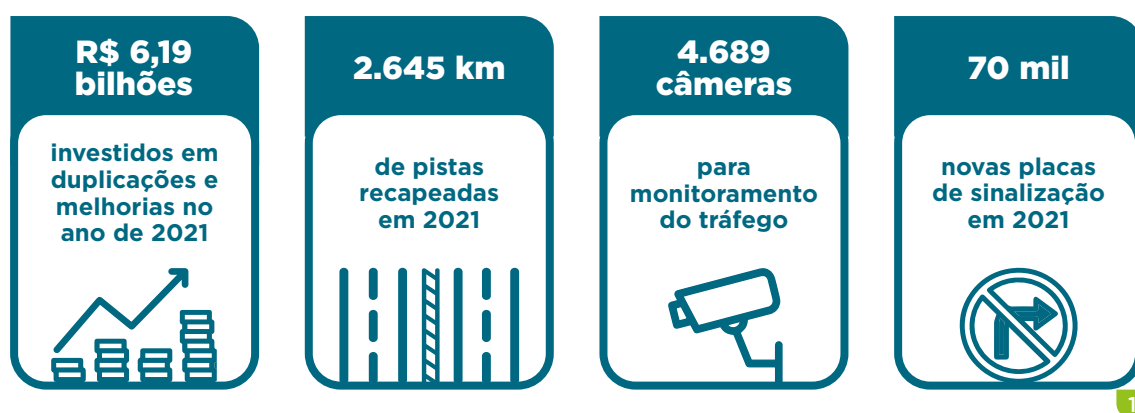 R$ 6,19
bilhões
investidos em
duplicações e
melhorias no
ano de 2021
2.645 km
de pistas
recapeadas
em 2021
4.689
câmeras
para
monitoramento
do tráfego
70 mil
novas placas
de sinalização
em 2021
1